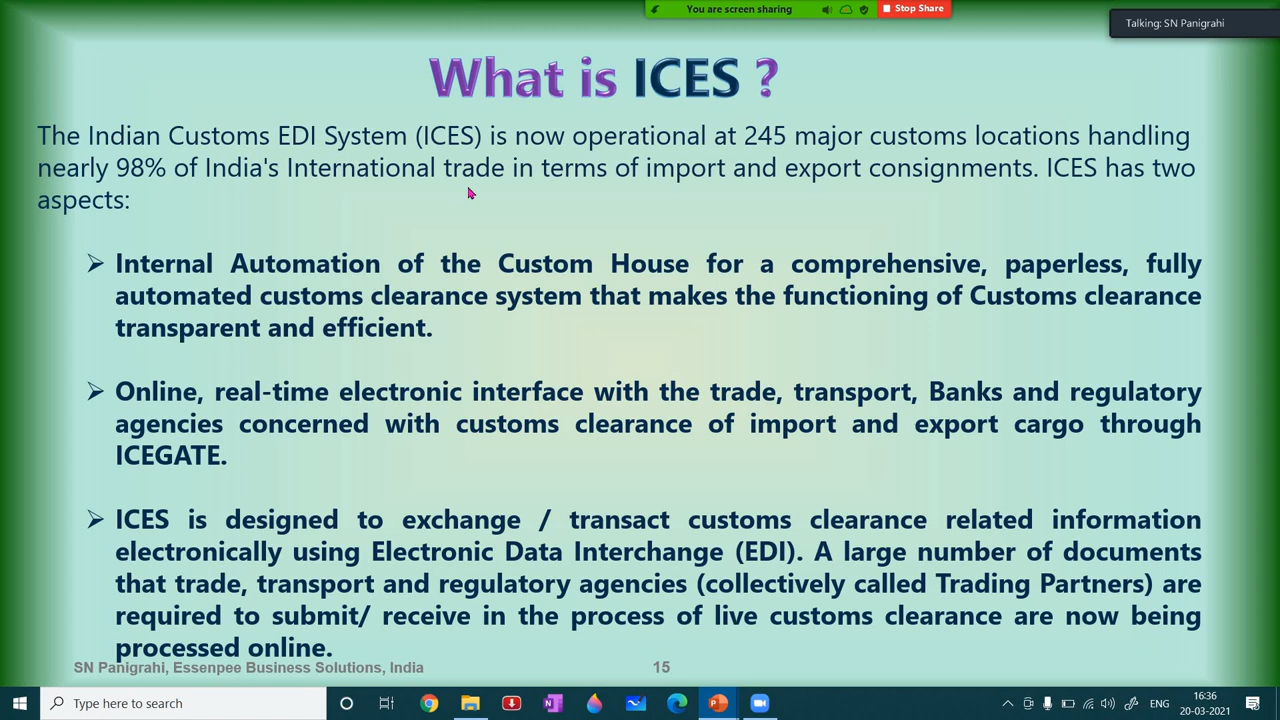 You are screen sharing
Stop Share
Talking: SN Panigrahi
What is ICES ?
The Indian Customs EDI System (ICES) is now operational at 245 major customs locations handling
nearly 98% of India's International trade in terms of import and export consignments. ICES has two
aspects:
Internal Automation of the Custom House for a comprehensive, paperless, fully
automated customs clearance system that makes the functioning of Customs clearance
transparent and efficient.
Online, real-time electronic interface with the trade, transport, Banks and regulatory
agencies concerned with customs clearance of import and export cargo through
ICEGATE.
ICES is designed to exchange / transact customs clearance related information
electronically using Electronic Data Interchange (EDI). A large number of documents
that trade, transport and regulatory agencies (collectively called Trading Partners) are
required to submit/ receive in the process of live customs clearance are now being
processed online.
SN Panigrahi, Essenpee Business Solutions, India
15
Type here to search
ENG
16:36
20-03-2021